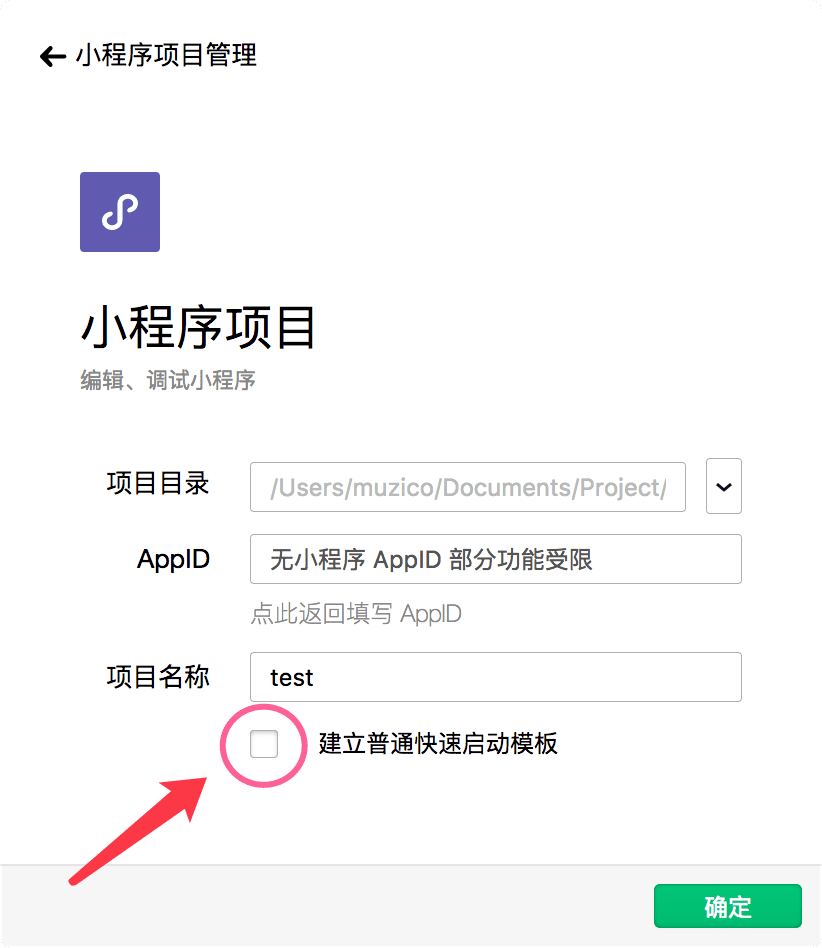 小程序项目管理
小程序项目
编辑、调试小程序
项目目录 /Users/muzico/Documents/Project/
AppID 无小程序 AppID 部分功能受限
点此返回填写 AppID
项目名称 test
建立普通快速启动模板
确定